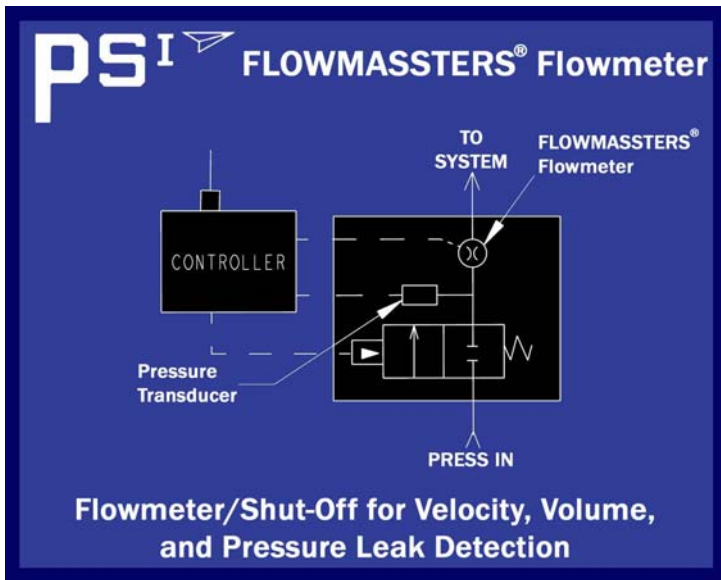 PSI FLOWMASSTERS® Flowmeter
TO
SYSTEM
FLOWMASSTERS®
Flowmeter
CONTROLLER
Pressure
Transducer
PRESS IN
Flowmeter/Shut-Off for Velocity, Volume,
and Pressure Leak Detection